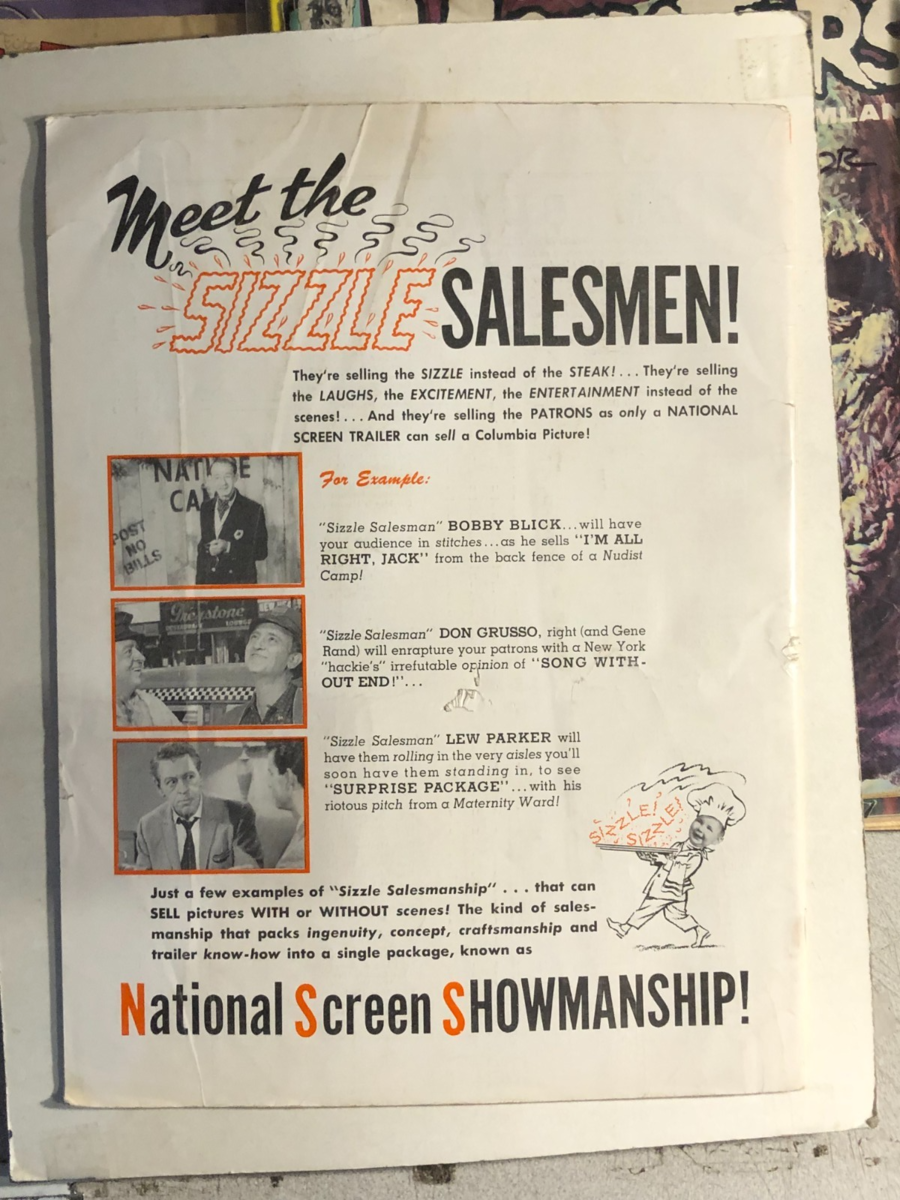 RS
MLAN
Meet the
SIZZLE SALESMEN!
They're selling the SIZZLE instead of the STEAK! . . . They're selling
the LAUGHS, the EXCITEMENT, the ENTERTAINMENT instead of the
scenes! . . . And they're selling the PATRONS as only a NATIONAL
SCREEN TRAILER can sell a Columbia Picture!
NATI DE
CA
POST
NO
BILLS
For Example:
"Sizzle Salesman" BOBBY BLICK...will have
your audience in stitches...as he sells "I'M ALL
RIGHT, JACK" from the back fence of a Nudist
Camp!
"Sizzle Salesman" DON GRUSSO, right (and Gene
Rand) will enrapture your patrons with a New York
"hackie's" irrefutable opinion of "SONG WITH-
OUT END!"...
"Sizzle Salesman" LEW PARKER will
have them rolling in the very aisles you'll
soon have them standing in, to see
"SURPRISE PACKAGE"...with his
riotous pitch from a Maternity Ward!
SIZZLE!
SIZZLE!
Just a few examples of "Sizzle Salesmanship" . . . that can
SELL pictures WITH or WITHOUT scenes! The kind of sales-
manship that packs ingenuity, concept, craftsmanship and
trailer know-how into a single package, known as
National Screen SHOWMANSHIP!